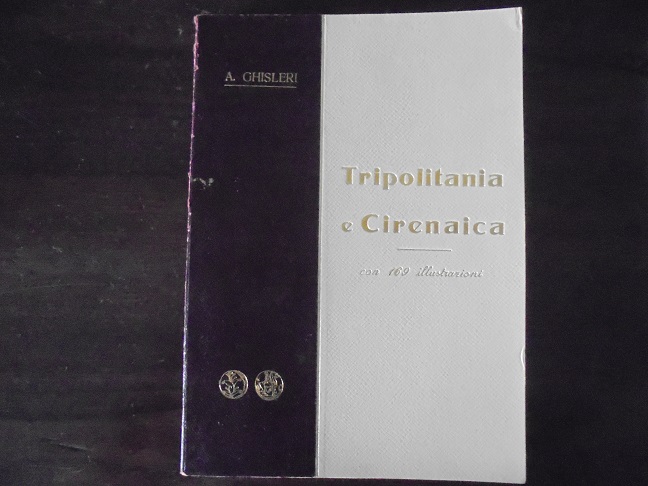 A. GHISLERI
Tripolitania
e Cirenaica
con 169 illustrazioni